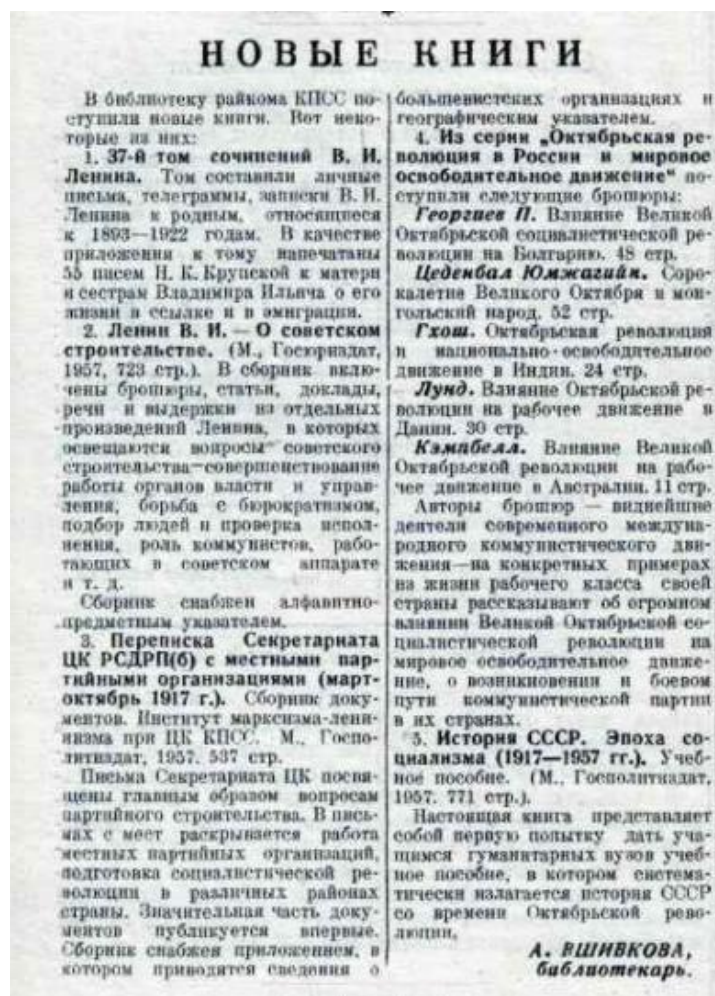 НОВЫЕ КНИГИ
В библиотеку райкома КПСС по-
ступили новые книги. Вот неко-
торые из них:
1. 37-й том сочинений В. И.
Ленина. Том составили личные
письма, телеграммы, записки В. И.
Ленина к родным, относящиеся
к 1893—1922 годам. В качестве
приложения к тому напечатаны
55 писем Н. К. Крупской к матери
и сестрам Владимира Ильича о его
жизни в ссылке и в эмиграции.
2. Ленин В. И. — О советском
строительстве. (М., Госюриздат,
1957, 723 стр.). В сборник вклю-
чены брошюры, статьи, доклады,
речи и выдержки из отдельных
произведений Ленина, в которых
освещаются вопросы советского
строительства—совершенствование
работы органов власти и управ-
ления, борьба с бюрократизмом,
подбор людей и проверка испол-
нения, роль коммунистов, рабо-
тающих в советском аппарате
и т. д.
Сборник снабжен алфавитно-
предметным указателем.
3. Переписка Секретариата
ЦК РСДРП(б) с местными пар-
тийными организациями (март-
октябрь 1917 г.). Сборник доку-
ментов. Институт марксизма-лени-
низма при ЦК КПСС. М., Госпо-
литиздат, 1957. 537 стр.
Письма Секретариата ЦК посвя-
щены главным образом вопросам
партийного строительства. В пись-
мах с мест раскрывается работа
местных партийных организаций,
подготовка социалистической ре-
волюции в различных районах
страны. Значительная часть доку-
ментов публикуется впервые.
Сборник снабжен приложением, в
котором приводятся сведения о
большевистских организациях и
географическим указателем.
4. Из серии „Октябрьская ре-
волюция в России и мировое
освободительное движение“ по-
ступили следующие брошюры:
Георгиев П. Влияние Великой
Октябрьской социалистической ре-
волюции на Болгарию. 48 стр.
Цеденбал Юмжагийн. Соро-
калетие Великого Октября и мон-
гольский народ. 52 стр.
Гхош. Октябрьская революция
и национально-освободительное
движение в Индии. 24 стр.
Лунд. Влияние Октябрьской ре-
волюции на рабочее движение в
Дании. 30 стр.
Кэмпбелл. Влияние Великой
Октябрьской революции на рабо-
чее движение в Австралии. 11 стр.
Авторы брошюр — виднейшие
деятели современного междуна-
родного коммунистического дви-
жения—на конкретных примерах
из жизни рабочего класса своей
страны рассказывают об огромном
влиянии Великой Октябрьской со-
циалистической революции на
мировое освободительное движе-
ние, о возникновении и боевом
пути коммунистической партии
в их странах.
5. История СССР. Эпоха со-
циализма (1917—1957 гг.). Учеб-
ное пособие. (М., Госполитиздат,
1957. 771 стр.).
Настоящая книга представляет
собой первую попытку дать уча-
щимся гуманитарных вузов учеб-
ное пособие, в котором система-
тически излагается история СССР
со времени Октябрьской рево-
люции.
А. ВШИВКОВА,
библиотекарь.